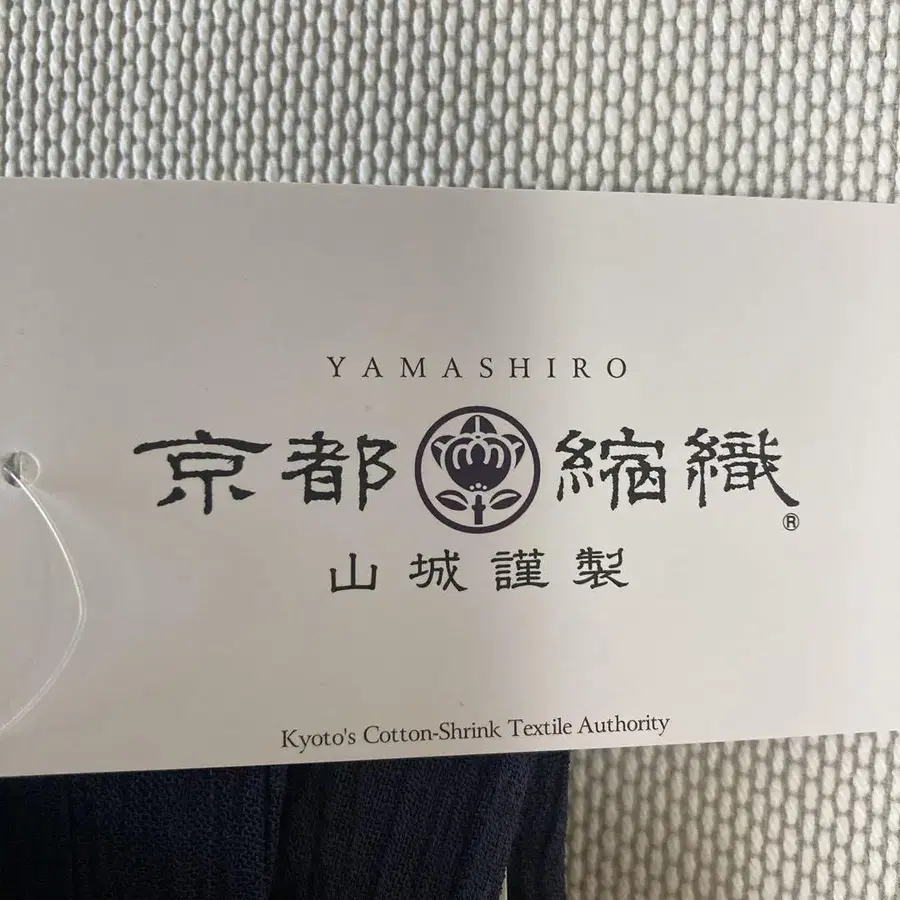 YAMASHIRO
京都縮織®
山城謹製
Kyoto's Cotton-Shrink Textile Authority